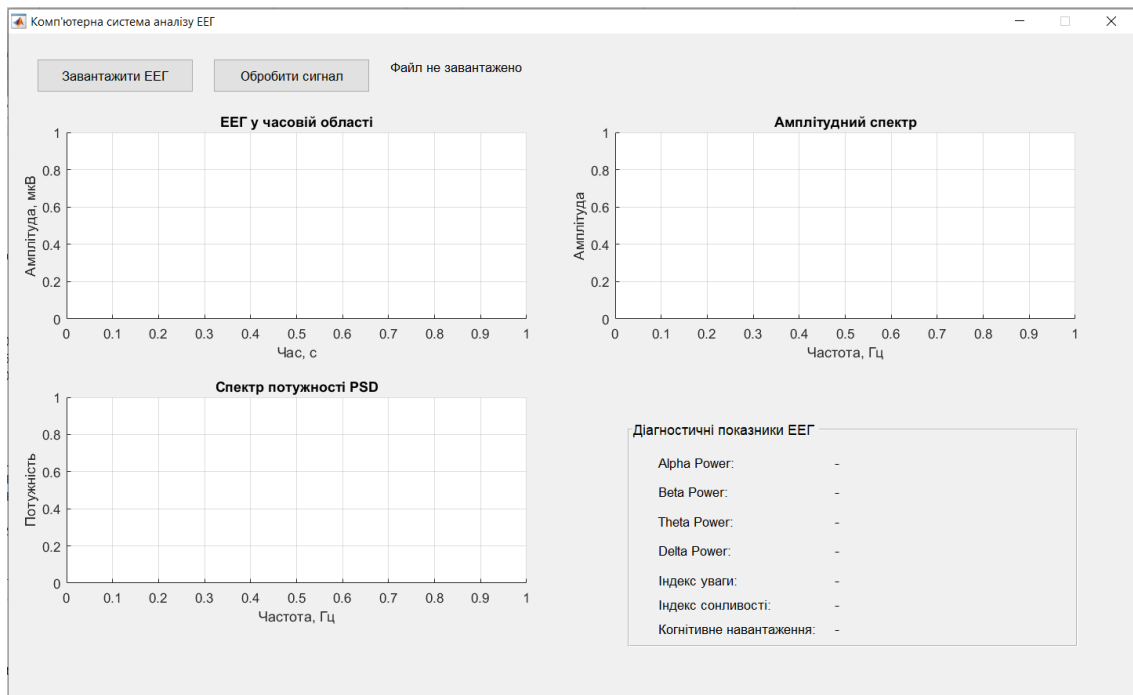 Комп'ютерна система аналізу ЕЕГ
Завантажити ЕЕГ
Обробити сигнал
Файл не завантажено
ЕЕГ у часовій області
Амплітуда, мкВ
1
0.8
0.6
0.4
0.2
0
0 0.1 0.2 0.3 0.4 0.5 0.6 0.7 0.8 0.9 1
Час, с
Амплітудний спектр
Амплітуда
1
0.8
0.6
0.4
0.2
0
0 0.1 0.2 0.3 0.4 0.5 0.6 0.7 0.8 0.9 1
Частота, Гц
Спектр потужності PSD
Потужність
1
0.8
0.6
0.4
0.2
0
0 0.1 0.2 0.3 0.4 0.5 0.6 0.7 0.8 0.9 1
Частота, Гц
Діагностичні показники ЕЕГ
Alpha Power: -
Beta Power: -
Theta Power: -
Delta Power: -
Індекс уваги: -
Індекс сонливості: -
Когнітивне навантаження: -